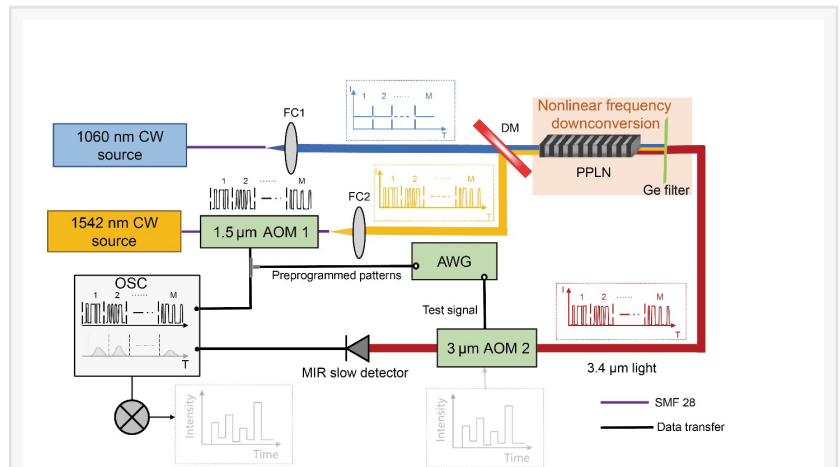 FC1
I
1 2 ······ M
T
DM
Nonlinear frequency
downconversion
1060 nm CW
source
PPLN
Ge filter
1 2 ······ M
I
1 2 ······ M
T
FC2
1542 nm CW
source
1.5 µm AOM 1
AWG
Preprogrammed patterns
OSC
1 2 ······ M
T
Test signal
I
1 2 ······ M
T
3 µm AOM 2
MIR slow detector
3.4 µm light
Intensity
Time
Intensity
Time
SMF 28
Data transfer